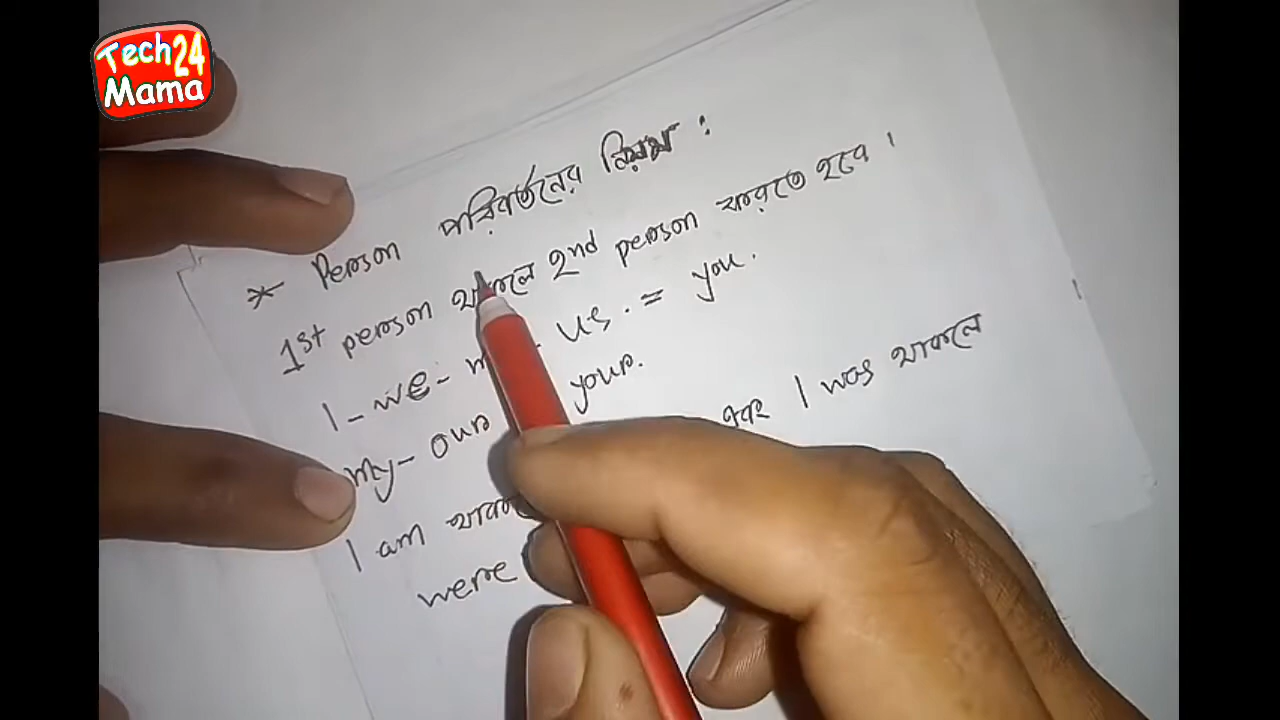 Tech24
Mama
* Person পরিবর্তনের নিয়ম :
1st person থাকলে 2nd person করতে হবে ।
I - we - us. = you.
my - our your.
I am থাকলে এবং I was থাকলে
were